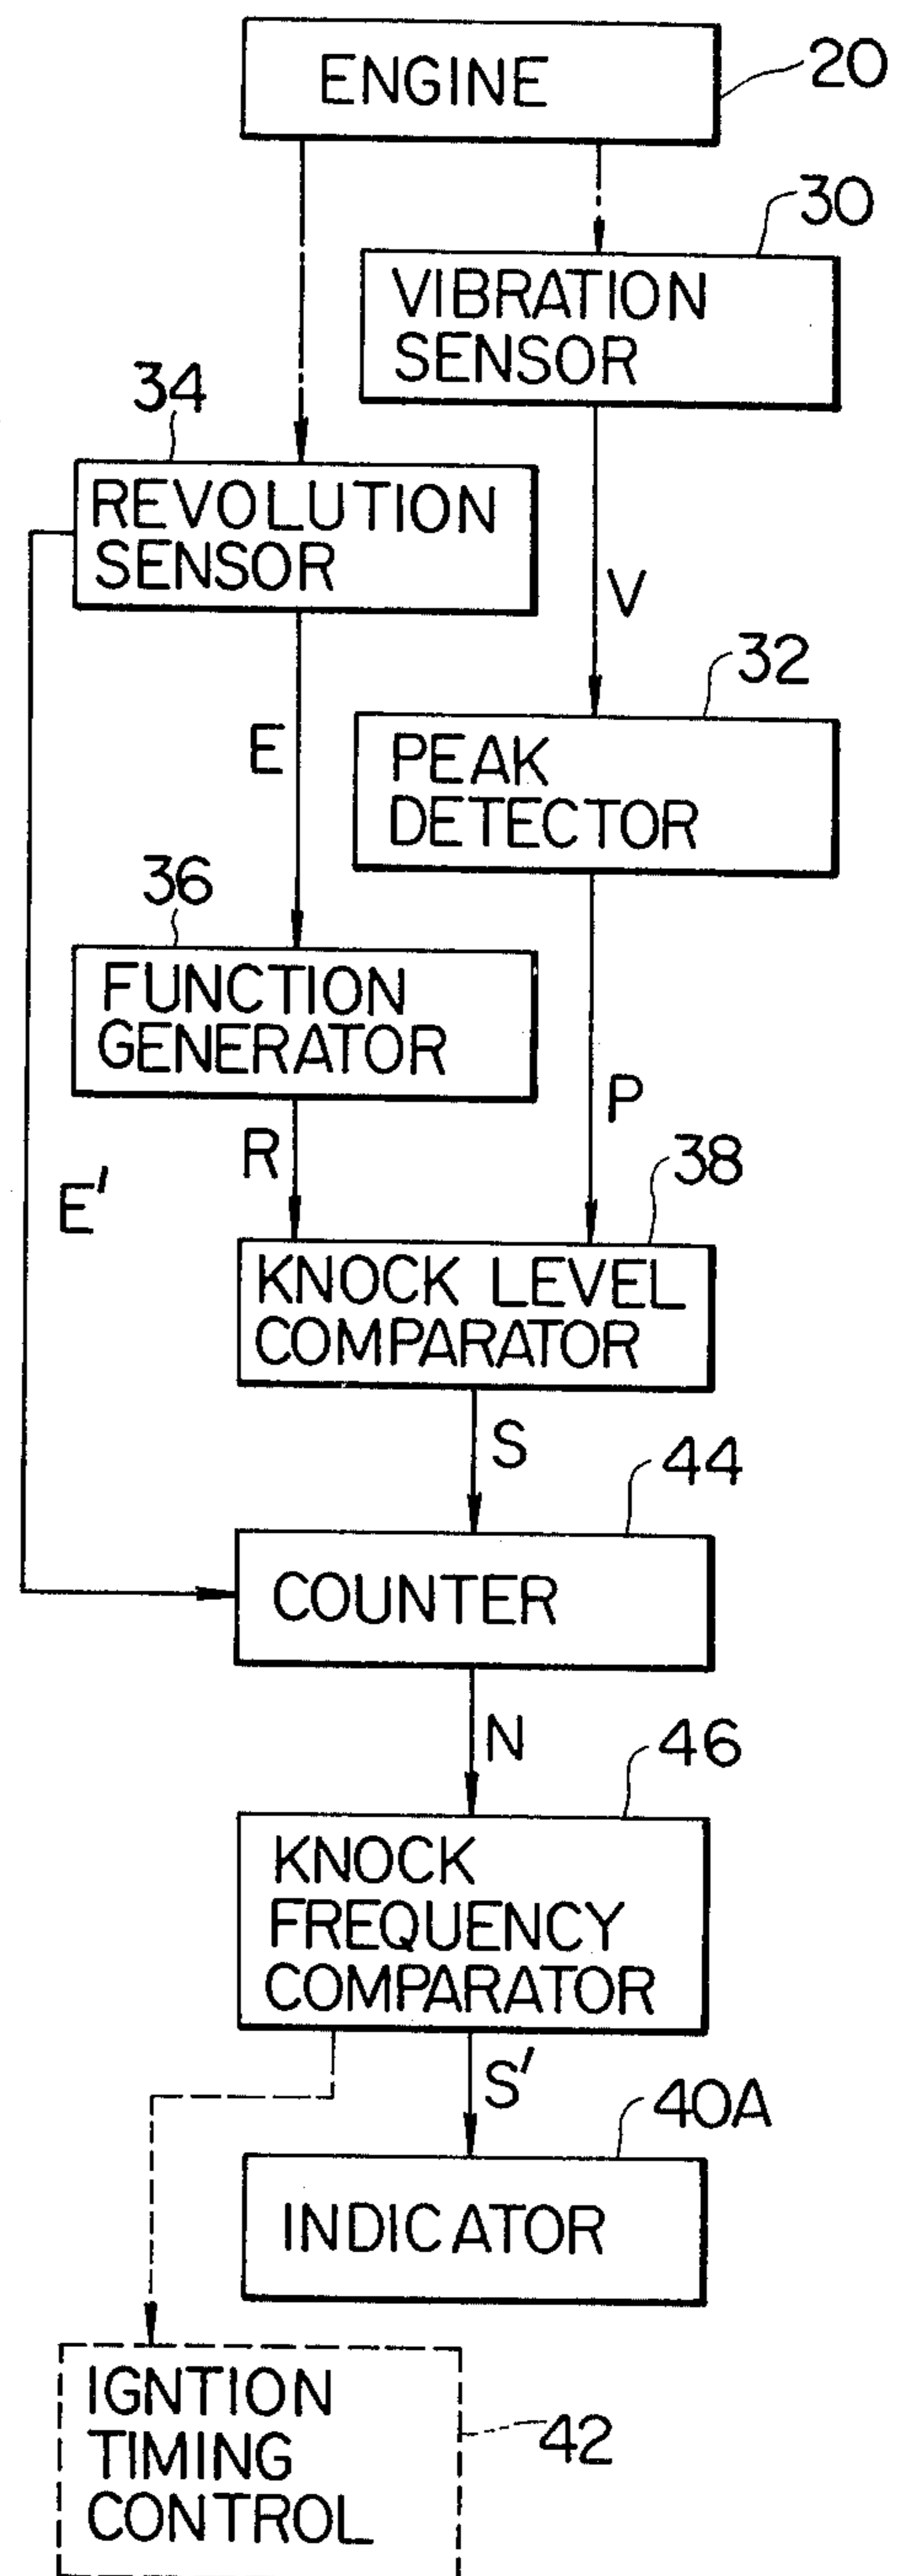 ENGINE
20
30
VIBRATION
SENSOR
34
REVOLUTION
SENSOR
V
32
E
PEAK
DETECTOR
36
FUNCTION
GENERATOR
P
R
38
E'
KNOCK LEVEL
COMPARATOR
S
44
COUNTER
N
46
KNOCK
FREQUENCY
COMPARATOR
S'
40A
INDICATOR
IGNTION
TIMING
CONTROL
42